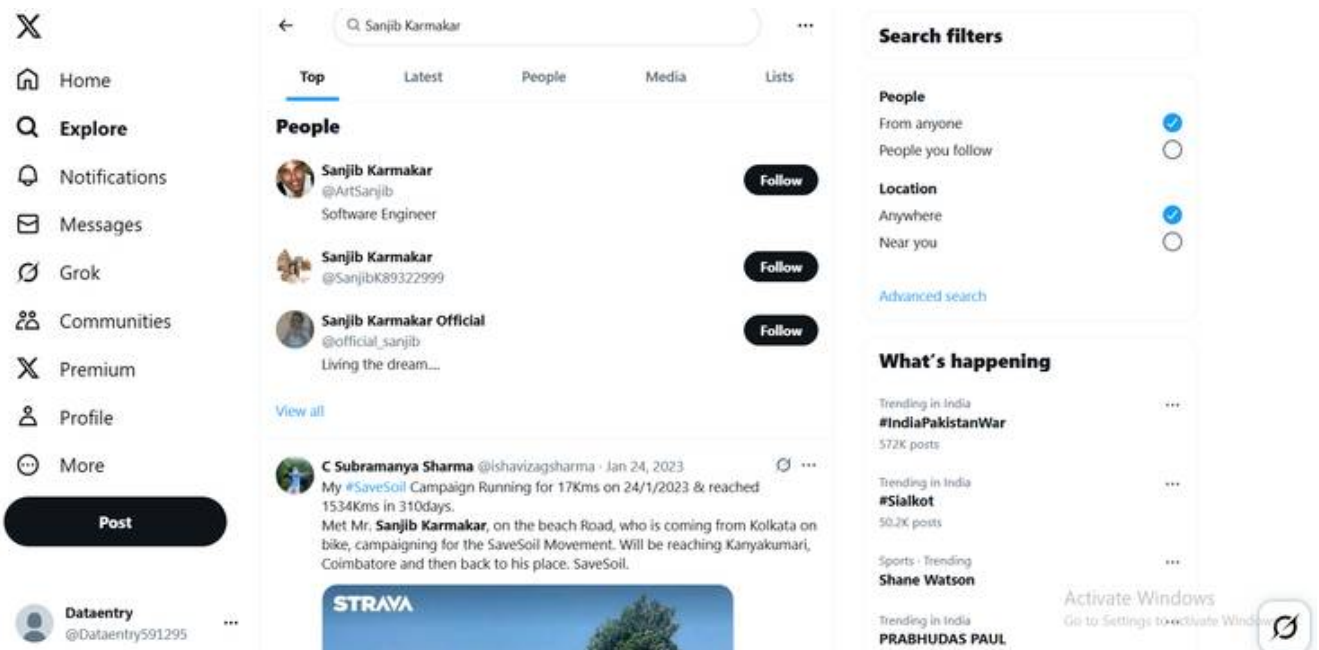 Home
Explore
Notifications
Messages
Grok
Communities
Premium
Profile
More
Post
Dataentry
@Dataentry591295
Sanjib Karmakar
Top
Latest
People
Media
Lists
People
Sanjib Karmakar
@ArtSanjib
Software Engineer
Follow
Sanjib Karmakar
@SanjibK89322999
Follow
Sanjib Karmakar Official
@official_sanjib
Living the dream....
Follow
View all
C Subramanya Sharma @ishavizagsharma · Jan 24, 2023
My #SaveSoil Campaign Running for 17Kms on 24/1/2023 & reached
1534Kms in 310days.
Met Mr. Sanjib Karmakar, on the beach Road, who is coming from Kolkata on
bike, campaigning for the SaveSoil Movement. Will be reaching Kanyakumari,
Coimbatore and then back to his place. SaveSoil.
STRAVA
Search filters
People
From anyone
People you follow
Location
Anywhere
Near you
Advanced search
What's happening
Trending in India
#IndiaPakistanWar
572K posts
Trending in India
#Sialkot
50.2K posts
Sports · Trending
Shane Watson
Trending in India
PRABHUDAS PAUL
Activate Windows
Go to Settings to activate Windows